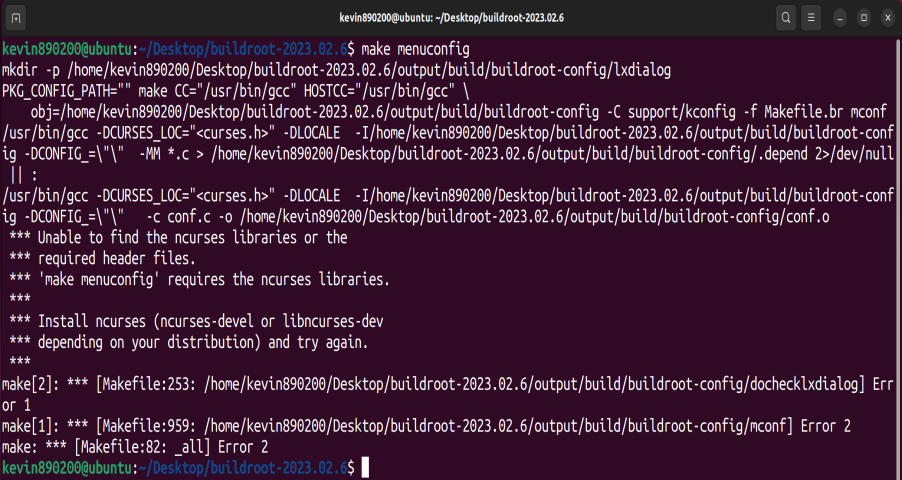 kevin890200@ubuntu: ~/Desktop/buildroot-2023.02.6
kevin890200@ubuntu:~/Desktop/buildroot-2023.02.6$ make menuconfig
mkdir -p /home/kevin890200/Desktop/buildroot-2023.02.6/output/build/buildroot-config/lxdialog
PKG_CONFIG_PATH="" make CC="/usr/bin/gcc" HOSTCC="/usr/bin/gcc" \
    obj=/home/kevin890200/Desktop/buildroot-2023.02.6/output/build/buildroot-config -C support/kconfig -f Makefile.br mconf
/usr/bin/gcc -DCURSES_LOC="<curses.h>" -DLOCALE  -I/home/kevin890200/Desktop/buildroot-2023.02.6/output/build/buildroot-conf
ig -DCONFIG_=\"\"  -MM *.c > /home/kevin890200/Desktop/buildroot-2023.02.6/output/build/buildroot-config/.depend 2>/dev/null
 || :
/usr/bin/gcc -DCURSES_LOC="<curses.h>" -DLOCALE  -I/home/kevin890200/Desktop/buildroot-2023.02.6/output/build/buildroot-conf
ig -DCONFIG_=\"\"   -c conf.c -o /home/kevin890200/Desktop/buildroot-2023.02.6/output/build/buildroot-config/conf.o
 *** Unable to find the ncurses libraries or the
 *** required header files.
 *** 'make menuconfig' requires the ncurses libraries.
 ***
 *** Install ncurses (ncurses-devel or libncurses-dev
 *** depending on your distribution) and try again.
 ***
make[2]: *** [Makefile:253: /home/kevin890200/Desktop/buildroot-2023.02.6/output/build/buildroot-config/dochecklxdialog] Err
or 1
make[1]: *** [Makefile:959: /home/kevin890200/Desktop/buildroot-2023.02.6/output/build/buildroot-config/mconf] Error 2
make: *** [Makefile:82: _all] Error 2
kevin890200@ubuntu:~/Desktop/buildroot-2023.02.6$